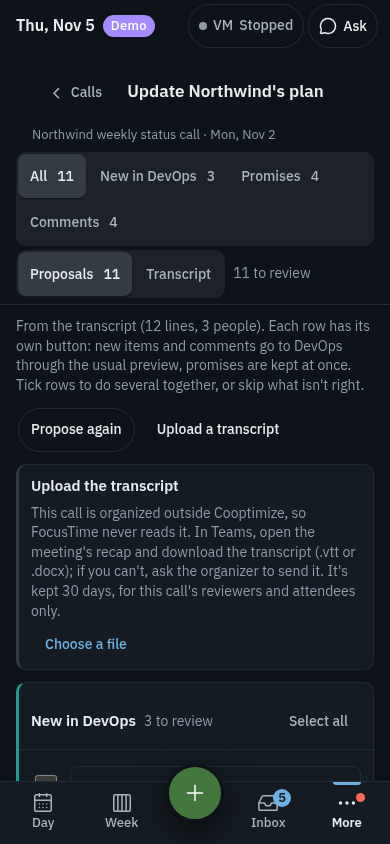 Thu, Nov 5 Demo VM Stopped Ask
Calls Update Northwind's plan
Northwind weekly status call · Mon, Nov 2
All 11 New in DevOps 3 Promises 4
Comments 4
Proposals 11 Transcript 11 to review
From the transcript (12 lines, 3 people). Each row has its
own button: new items and comments go to DevOps
through the usual preview, promises are kept at once.
Tick rows to do several together, or skip what isn't right.
Propose again Upload a transcript
Upload the transcript
This call is organized outside Cooptimize, so
FocusTime never reads it. In Teams, open the
meeting's recap and download the transcript (.vtt or
.docx); if you can't, ask the organizer to send it. It's
kept 30 days, for this call's reviewers and attendees
only.
Choose a file
New in DevOps 3 to review Select all
Day Week Inbox 5 More